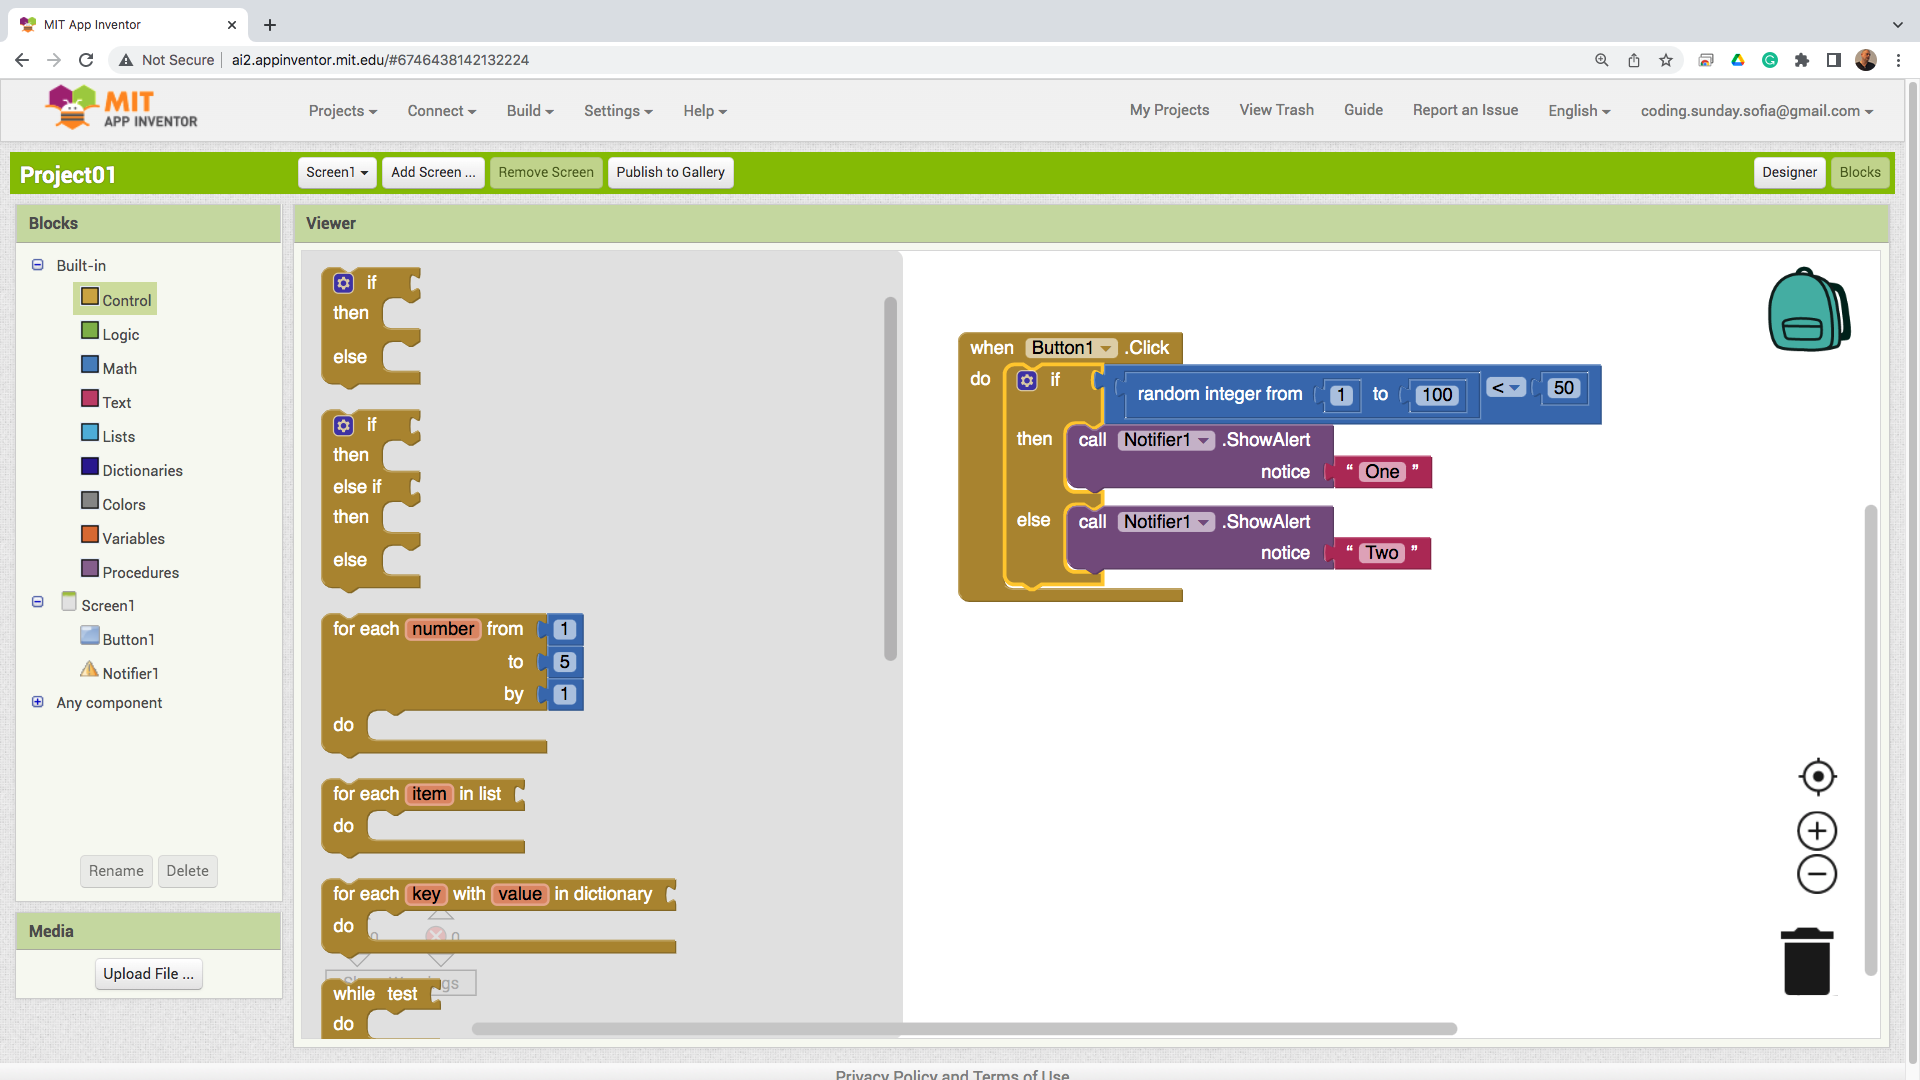 MIT App Inventor
Not Secure ai2.appinventor.mit.edu/#6746438142132224
MIT
APP INVENTOR
Projects Connect Build Settings Help My Projects View Trash Guide Report an Issue English coding.sunday.sofia@gmail.com
Project01 Screen1 Add Screen ... Remove Screen Publish to Gallery Designer Blocks
Blocks
Built-in
Control
Logic
Math
Text
Lists
Dictionaries
Colors
Variables
Procedures
Screen1
Button1
Notifier1
Any component
Rename Delete
Media
Upload File ...
Viewer
if
then
else
if
then
else if
then
else
for each number from 1
to 5
by 1
do
for each item in list
do
for each key with value in dictionary
do
0 0
while test
do
when Button1 .Click
do if random integer from 1 to 100 < 50
then call Notifier1 .ShowAlert
notice “ One ”
else call Notifier1 .ShowAlert
notice “ Two ”
Privacy Policy and Terms of Use